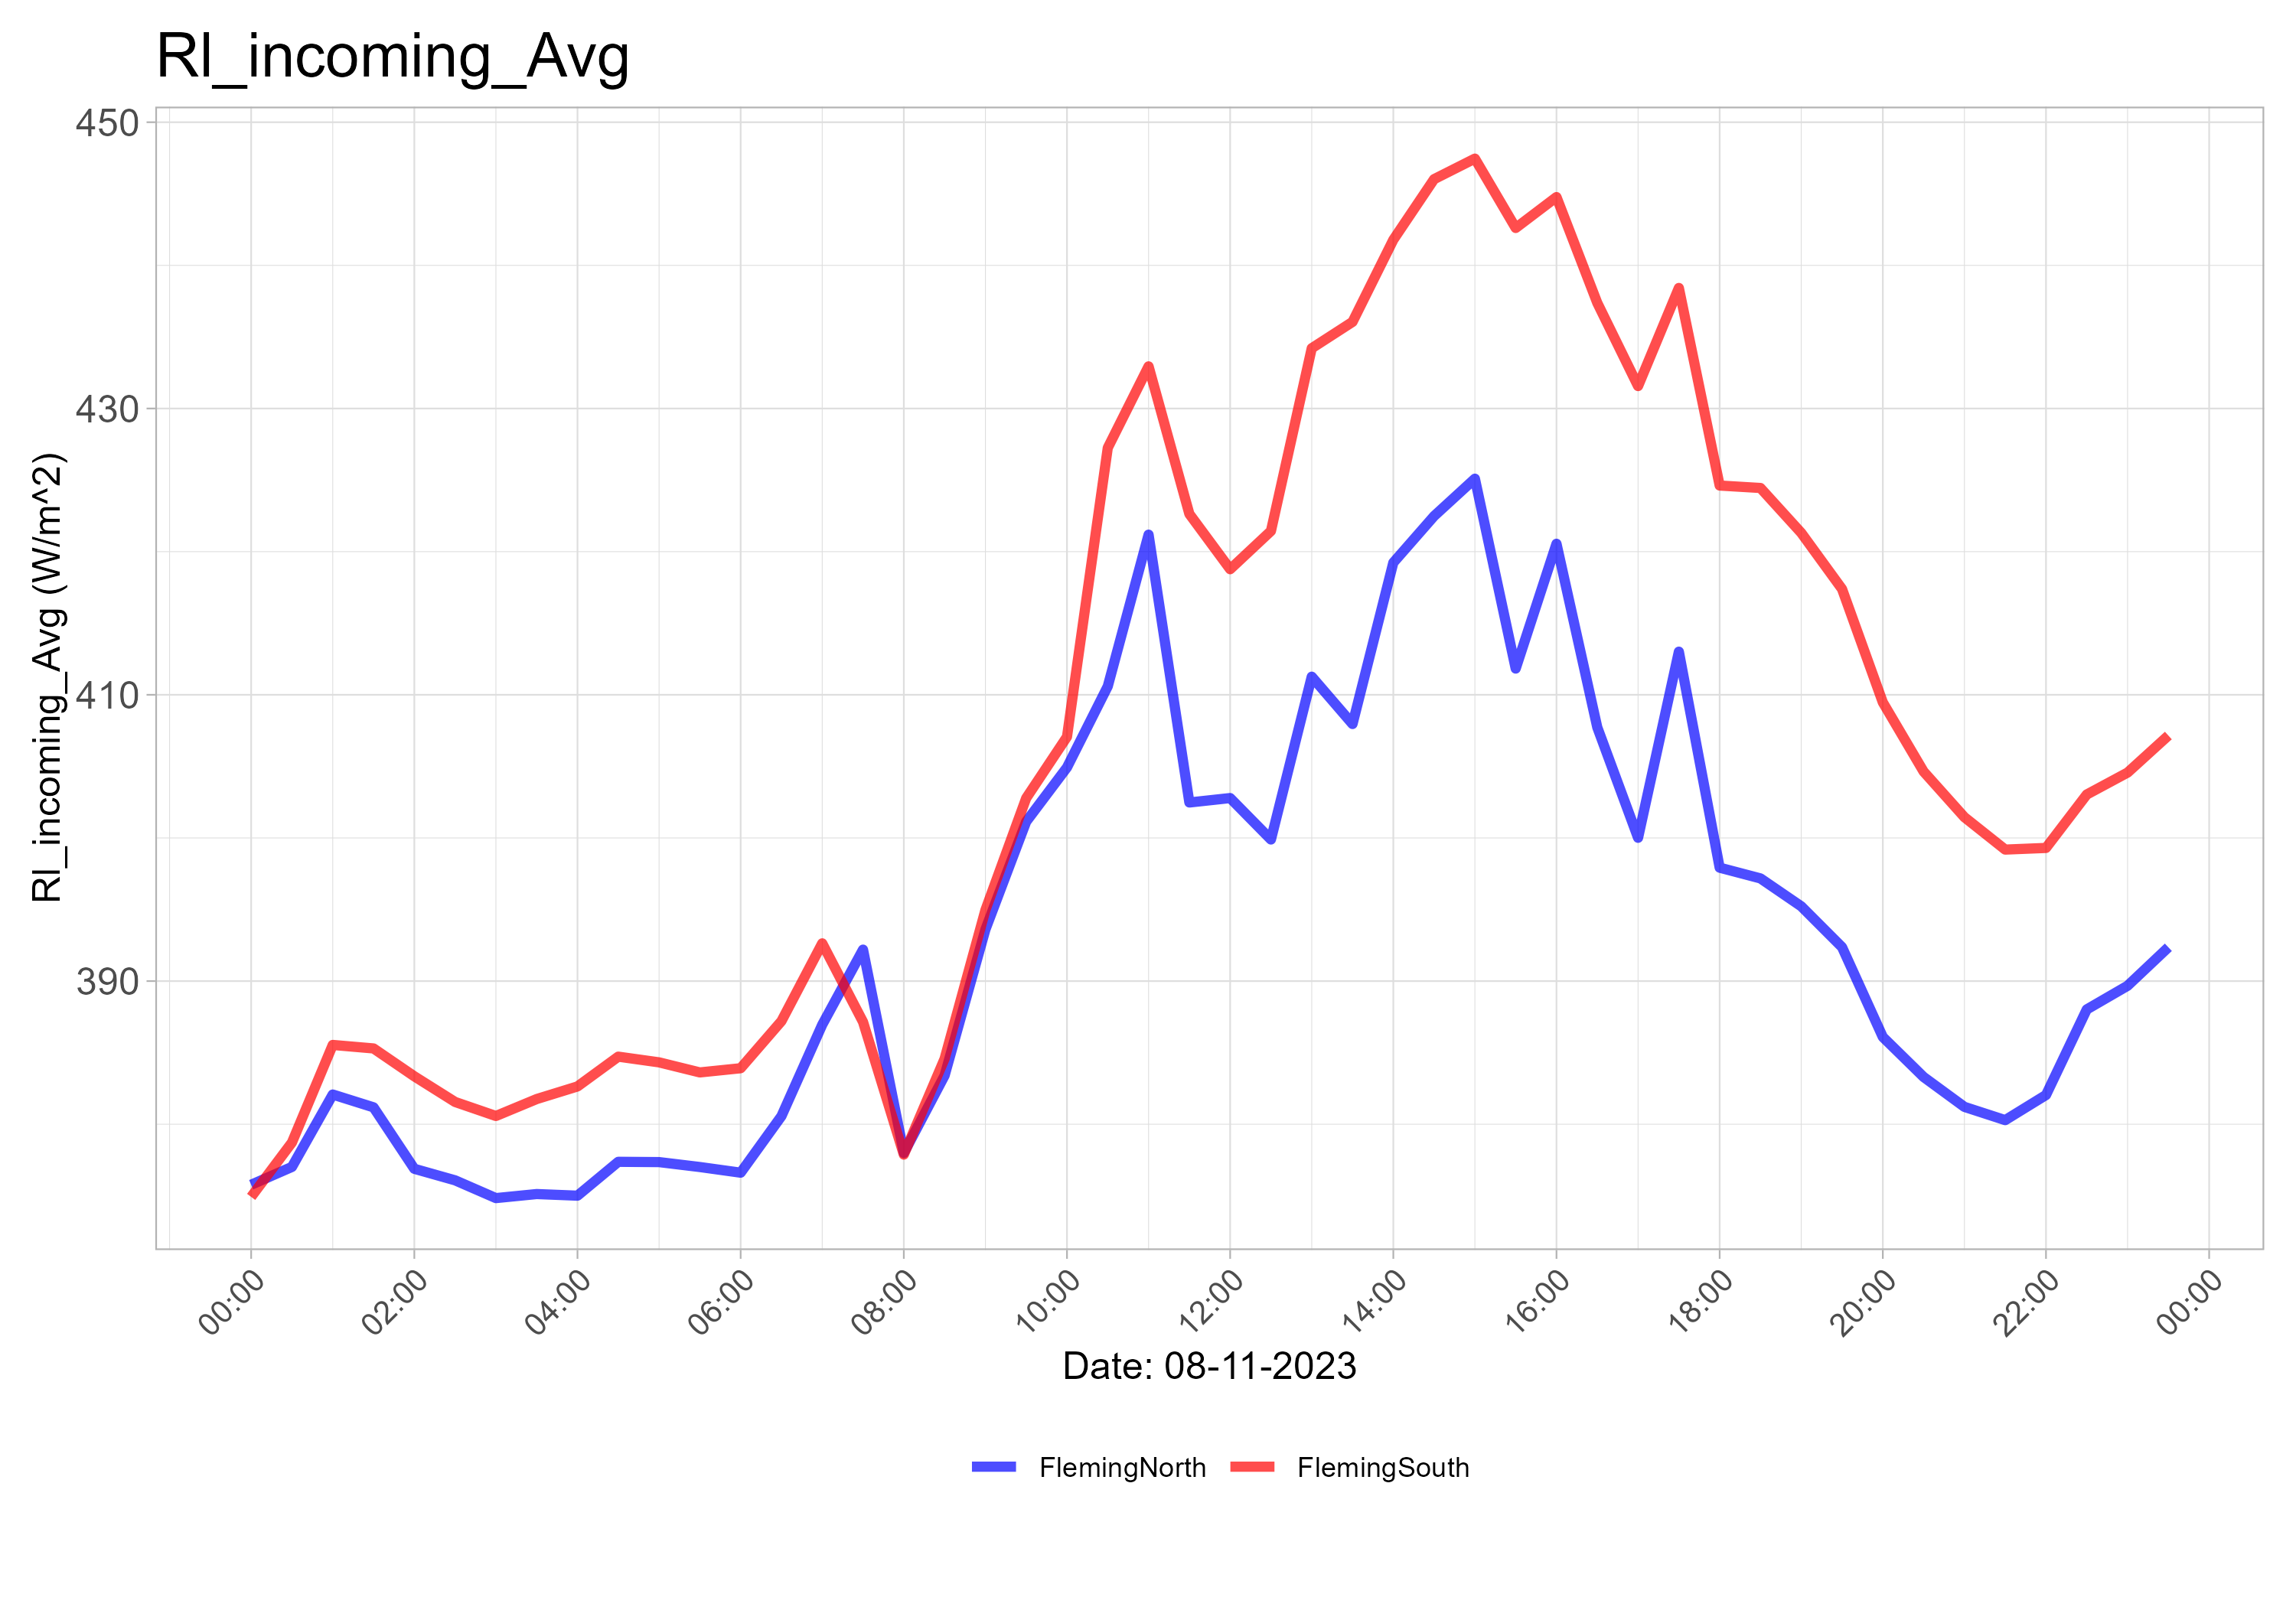 Rl_incoming_Avg
Rl_incoming_Avg (W/m^2)
450
430
410
390
00:00 02:00 04:00 06:00 08:00 10:00 12:00 14:00 16:00 18:00 20:00 22:00 00:00
Date: 08-11-2023
FlemingNorth FlemingSouth